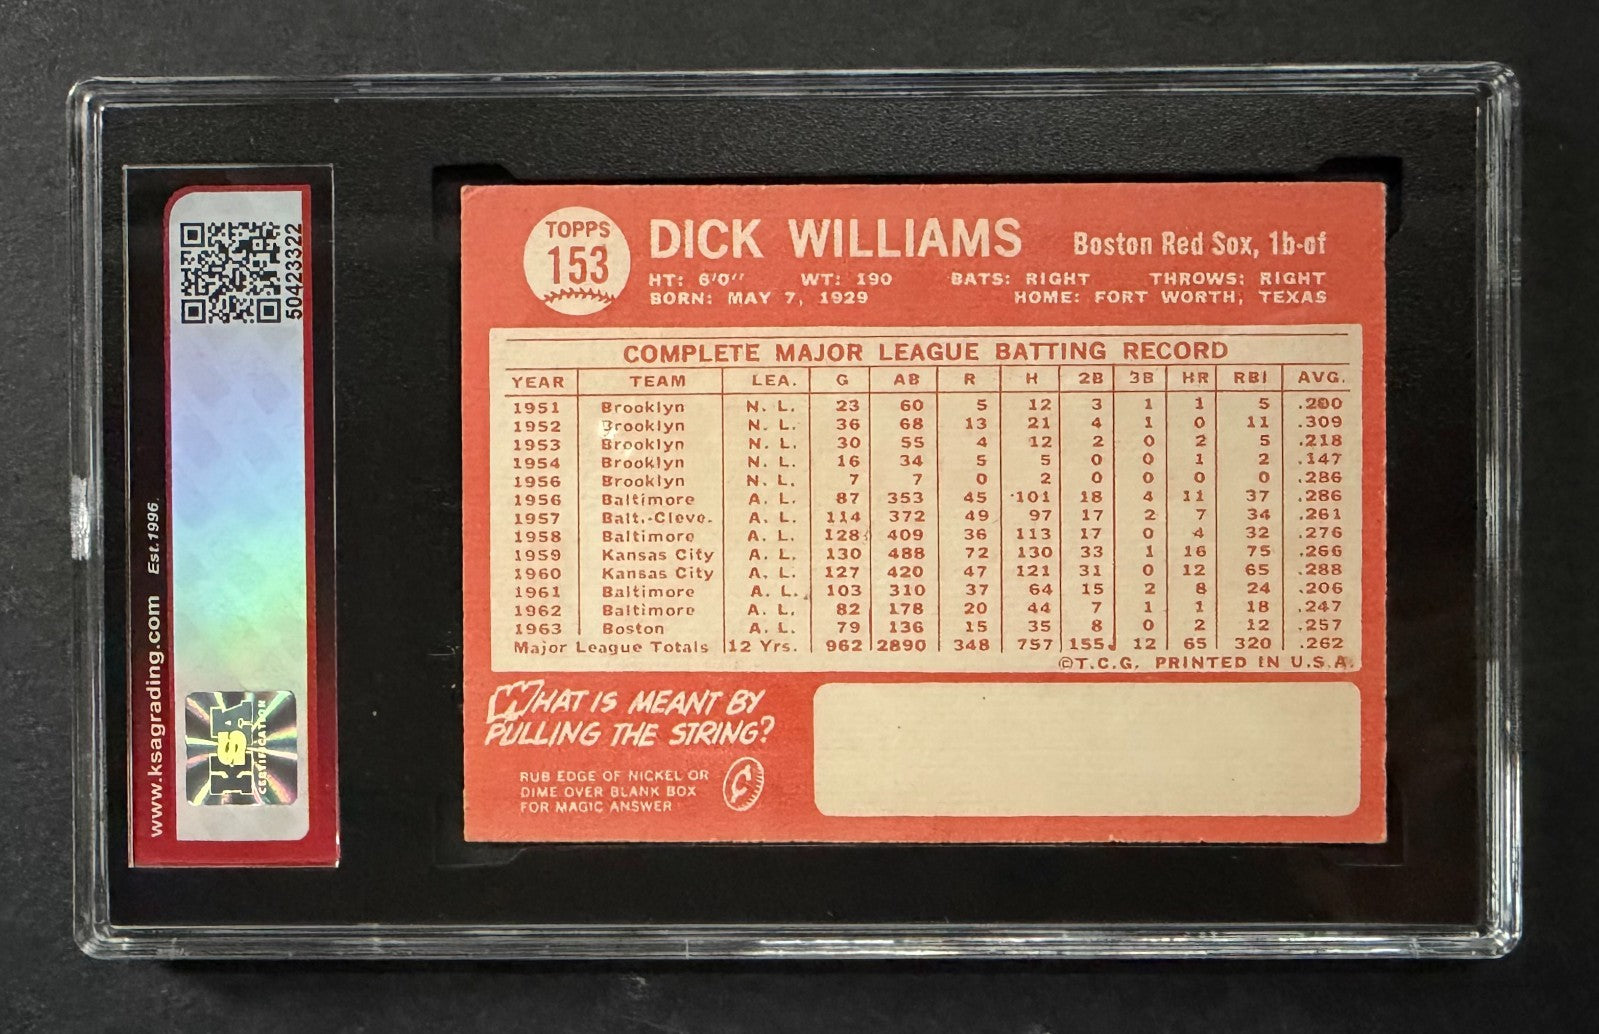 50423322
www.ksagrading.com Est.1996
KSA
CERTIFICATION
TOPPS
153
DICK WILLIAMS Boston Red Sox, 1b-of
HT: 6'0" WT: 190 BATS: RIGHT THROWS: RIGHT
BORN: MAY 7, 1929 HOME: FORT WORTH, TEXAS
COMPLETE MAJOR LEAGUE BATTING RECORD
YEAR TEAM LEA. G AB R H 2B 3B HR RBI AVG.
1951 Brooklyn N. L. 23 60 5 12 3 1 1 5 .200
1952 Brooklyn N. L. 36 68 13 21 4 1 0 11 .309
1953 Brooklyn N. L. 30 55 4 12 2 0 2 5 .218
1954 Brooklyn N. L. 16 34 5 5 0 0 1 2 .147
1956 Brooklyn N. L. 7 7 0 2 0 0 0 0 .286
1956 Baltimore A. L. 87 353 45 101 18 4 11 37 .286
1957 Balt.-Cleve. A. L. 114 372 49 97 17 2 7 34 .261
1958 Baltimore A. L. 128 409 36 113 17 0 4 32 .276
1959 Kansas City A. L. 130 488 72 130 33 1 16 75 .266
1960 Kansas City A. L. 127 420 47 121 31 0 12 65 .288
1961 Baltimore A. L. 103 310 37 64 15 2 8 24 .206
1962 Baltimore A. L. 82 178 20 44 7 1 1 18 .247
1963 Boston A. L. 79 136 15 35 8 0 2 12 .257
Major League Totals 12 Yrs. 962 2890 348 757 155 12 65 320 .262
©T.C.G. PRINTED IN U.S.A.
WHAT IS MEANT BY
PULLING THE STRING?
RUB EDGE OF NICKEL OR
DIME OVER BLANK BOX
FOR MAGIC ANSWER